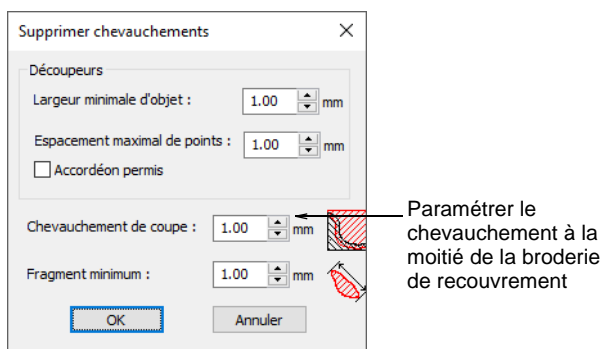 Supprimer chevauchements
Découpeurs
Largeur minimale d'objet : 1.00 mm
Espacement maximal de points : 1.00 mm
Accordéon permis
Chevauchement de coupe : 1.00 mm
Fragment minimum : 1.00 mm
OK Annuler
Paramétrer le
chevauchement à la
moitié de la broderie
de recouvrement